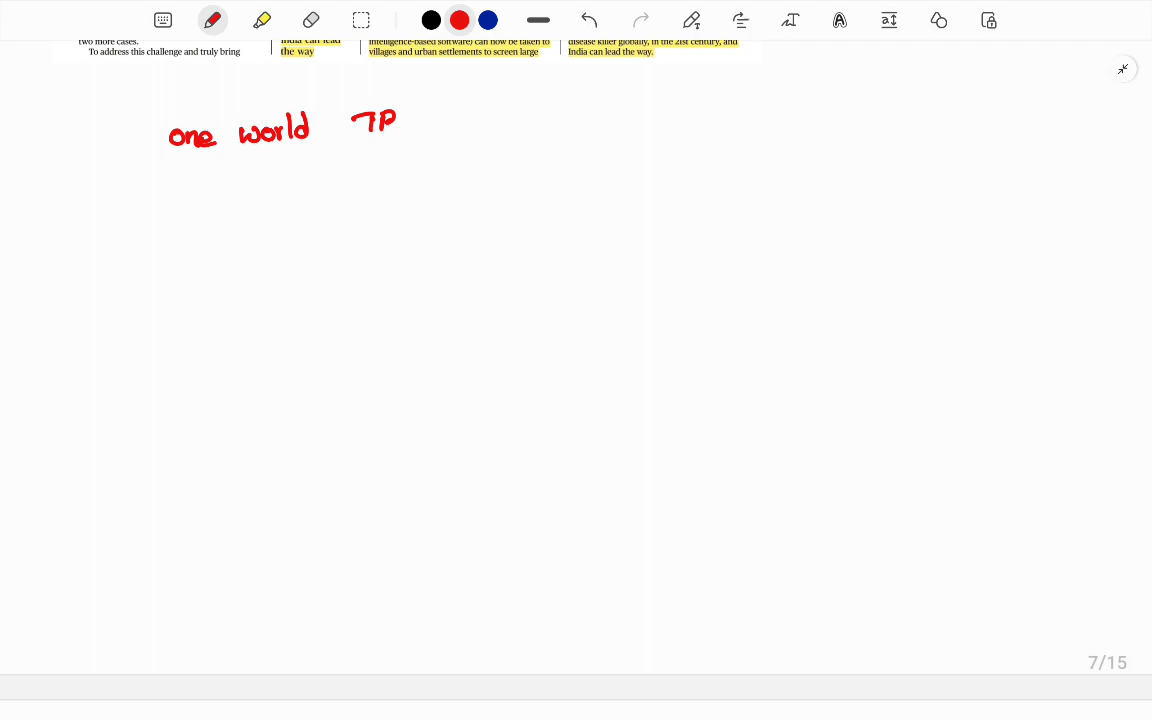 two more cases.
To address this challenge and truly bring
India can lead
the way
intelligence-based software) can now be taken to
villages and urban settlements to screen large
disease killer globally, in the 21st century, and
India can lead the way.
one world TP
7/15